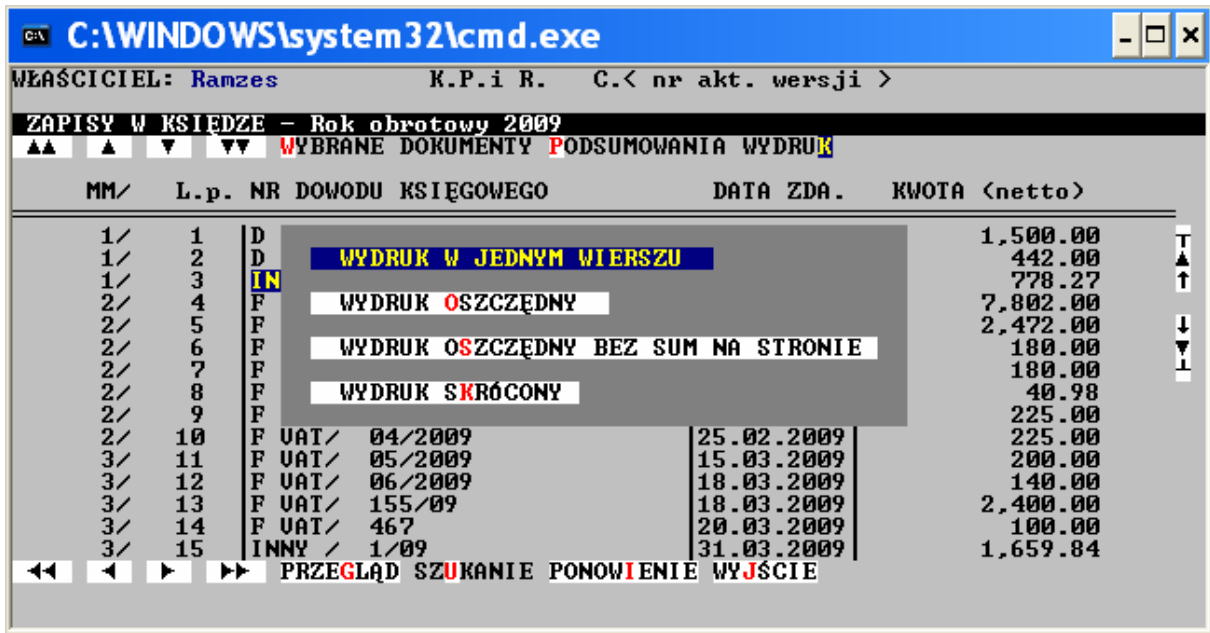 C:\WINDOWS\system32\cmd.exe
WŁAŚCICIEL: Ramzes K.P.i R. C.< nr akt. wersji >
ZAPISY W KSIĘDZE – Rok obrotowy 2009
WYBRANE DOKUMENTY PODSUMOWANIA WYDRUK
MM/ L.p. NR DOWODU KSIĘGOWEGO DATA ZDA. KWOTA (netto)
1/ 1 D 1,500.00
1/ 2 D WYDRUK W JEDNYM WIERSZU 442.00
1/ 3 IN 778.27
2/ 4 F WYDRUK OSZCZĘDNY 7,802.00
2/ 5 F 2,472.00
2/ 6 F WYDRUK OSZCZĘDNY BEZ SUM NA STRONIE 180.00
2/ 7 F 180.00
2/ 8 F WYDRUK SKRÓCONY 40.98
2/ 9 F 225.00
2/ 10 F VAT/ 04/2009 25.02.2009 225.00
3/ 11 F VAT/ 05/2009 15.03.2009 200.00
3/ 12 F VAT/ 06/2009 18.03.2009 140.00
3/ 13 F VAT/ 155/09 18.03.2009 2,400.00
3/ 14 F VAT/ 467 20.03.2009 100.00
3/ 15 INNY / 1/09 31.03.2009 1,659.84
PRZEGLĄD SZUKANIE PONOWIENIE WYJŚCIE